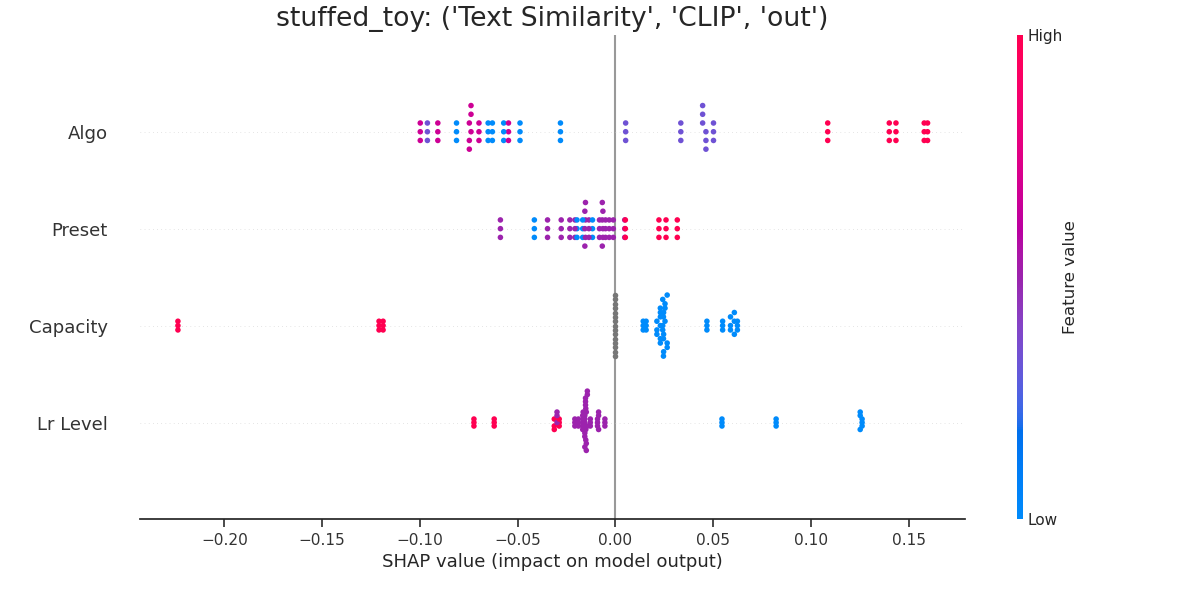 stuffed_toy: ('Text Similarity', 'CLIP', 'out')
High
Algo
Preset
Capacity
Lr Level
Feature value
Low
−0.20 −0.15 −0.10 −0.05 0.00 0.05 0.10 0.15
SHAP value (impact on model output)